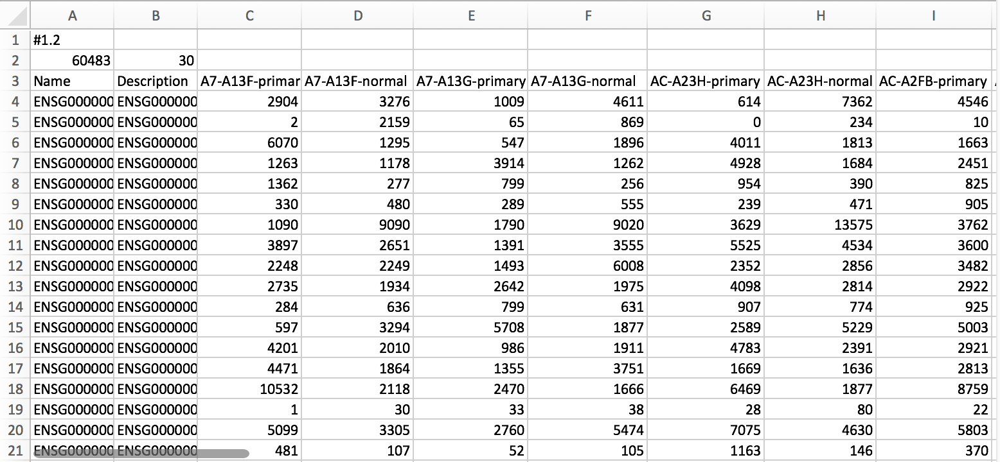 A B C D E F G H I
1 #1.2
2 60483 30
3 Name Description A7-A13F-primar A7-A13F-normal A7-A13G-primary A7-A13G-normal AC-A23H-primary AC-A23H-normal AC-A2FB-primary
4 ENSG000000 ENSG000000 2904 3276 1009 4611 614 7362 4546
5 ENSG000000 ENSG000000 2 2159 65 869 0 234 10
6 ENSG000000 ENSG000000 6070 1295 547 1896 4011 1813 1663
7 ENSG000000 ENSG000000 1263 1178 3914 1262 4928 1684 2451
8 ENSG000000 ENSG000000 1362 277 799 256 954 390 825
9 ENSG000000 ENSG000000 330 480 289 555 239 471 905
10 ENSG000000 ENSG000000 1090 9090 1790 9020 3629 13575 3762
11 ENSG000000 ENSG000000 3897 2651 1391 3555 5525 4534 3600
12 ENSG000000 ENSG000000 2248 2249 1493 6008 2352 2856 3482
13 ENSG000000 ENSG000000 2735 1934 2642 1975 4098 2814 2922
14 ENSG000000 ENSG000000 284 636 799 631 907 774 925
15 ENSG000000 ENSG000000 597 3294 5708 1877 2589 5229 5003
16 ENSG000000 ENSG000000 4201 2010 986 1911 4783 2391 2921
17 ENSG000000 ENSG000000 4471 1864 1355 3751 1669 1636 2813
18 ENSG000000 ENSG000000 10532 2118 2470 1666 6469 1877 8759
19 ENSG000000 ENSG000000 1 30 33 38 28 80 22
20 ENSG000000 ENSG000000 5099 3305 2760 5474 7075 4630 5803
21 ENSG000000 ENSG000000 481 107 52 105 1163 146 370